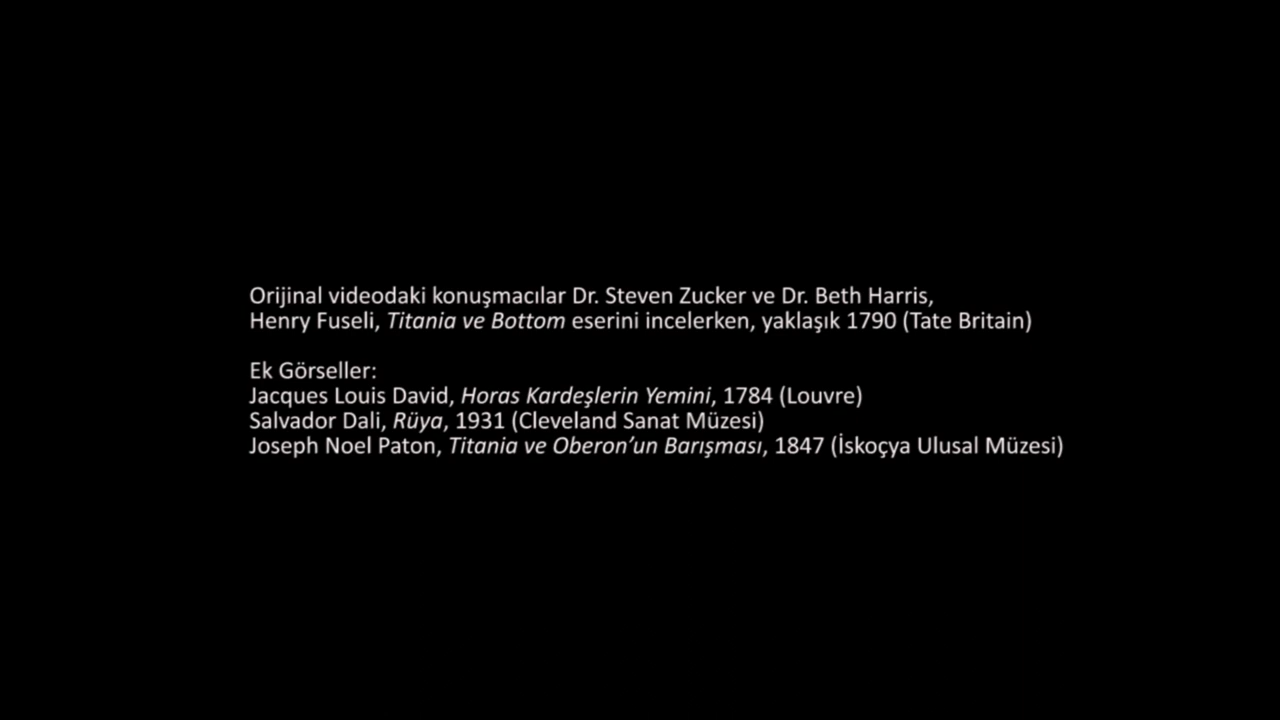 Orijinal videodaki konuşmacılar Dr. Steven Zucker ve Dr. Beth Harris,
Henry Fuseli, Titania ve Bottom eserini incelerken, yaklaşık 1790 (Tate Britain)
Ek Görseller:
Jacques Louis David, Horas Kardeşlerin Yemini, 1784 (Louvre)
Salvador Dali, Rüya, 1931 (Cleveland Sanat Müzesi)
Joseph Noel Paton, Titania ve Oberon’un Barışması, 1847 (İskoçya Ulusal Müzesi)